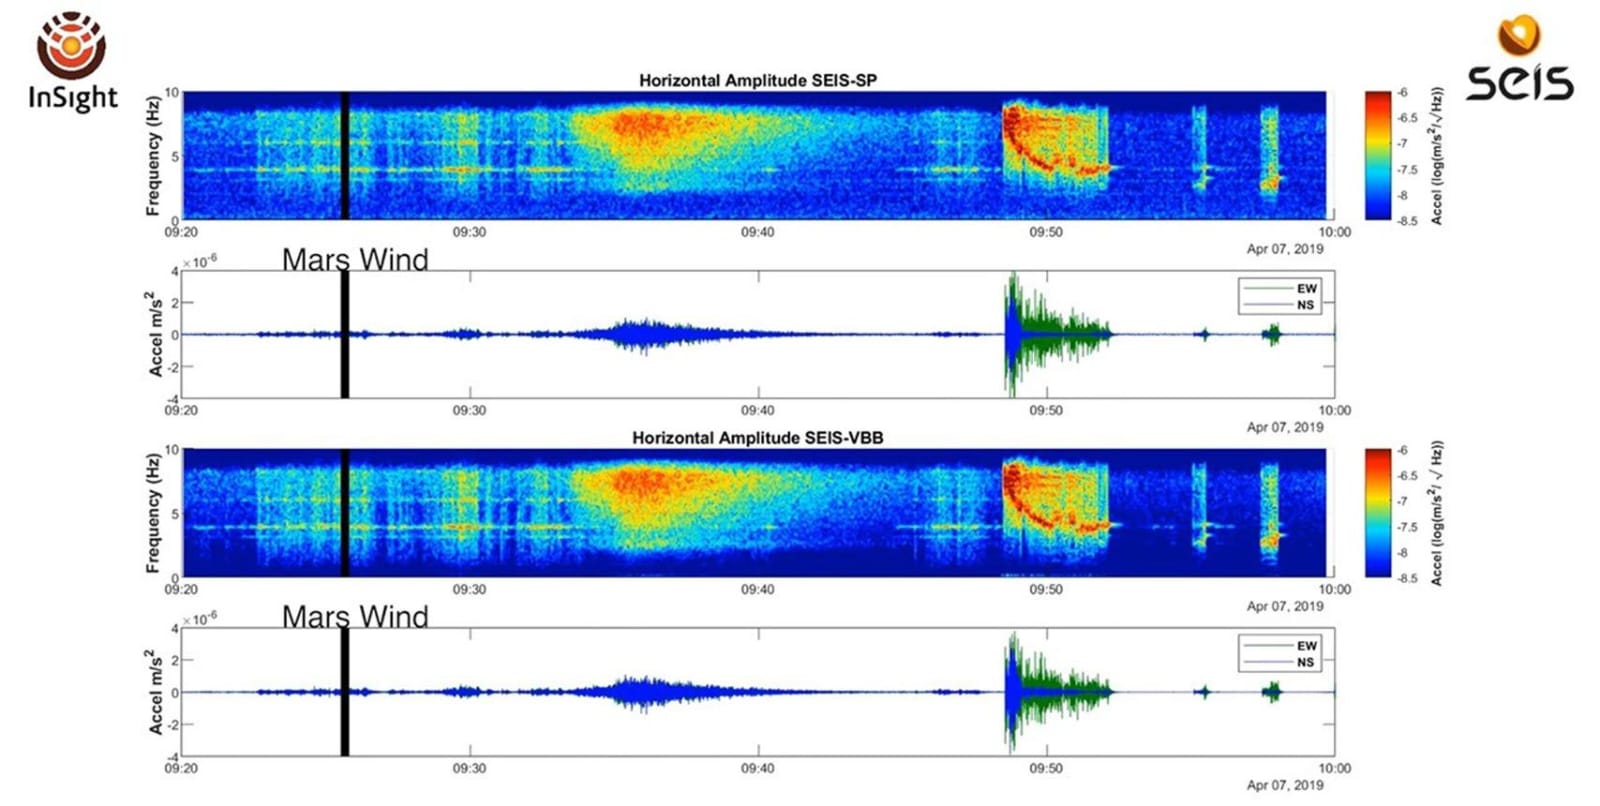 InSight
seis
Horizontal Amplitude SEIS-SP
Frequency (Hz)
10
5
0
09:20 09:30 09:40 09:50 10:00
Apr 07, 2019
-6
-6.5
-7
-7.5
-8
-8.5
Accel (log(m/s²/√Hz))
Mars Wind
×10⁻⁶
Accel m/s²
4
2
0
-2
-4
EW
NS
09:20 09:30 09:40 09:50 10:00
Apr 07, 2019
Horizontal Amplitude SEIS-VBB
Frequency (Hz)
10
5
0
09:20 09:30 09:40 09:50 10:00
Apr 07, 2019
-6
-6.5
-7
-7.5
-8
-8.5
Accel (log(m/s²/ √ Hz))
Mars Wind
×10⁻⁶
Accel m/s²
4
2
0
-2
-4
EW
NS
09:20 09:30 09:40 09:50 10:00
Apr 07, 2019